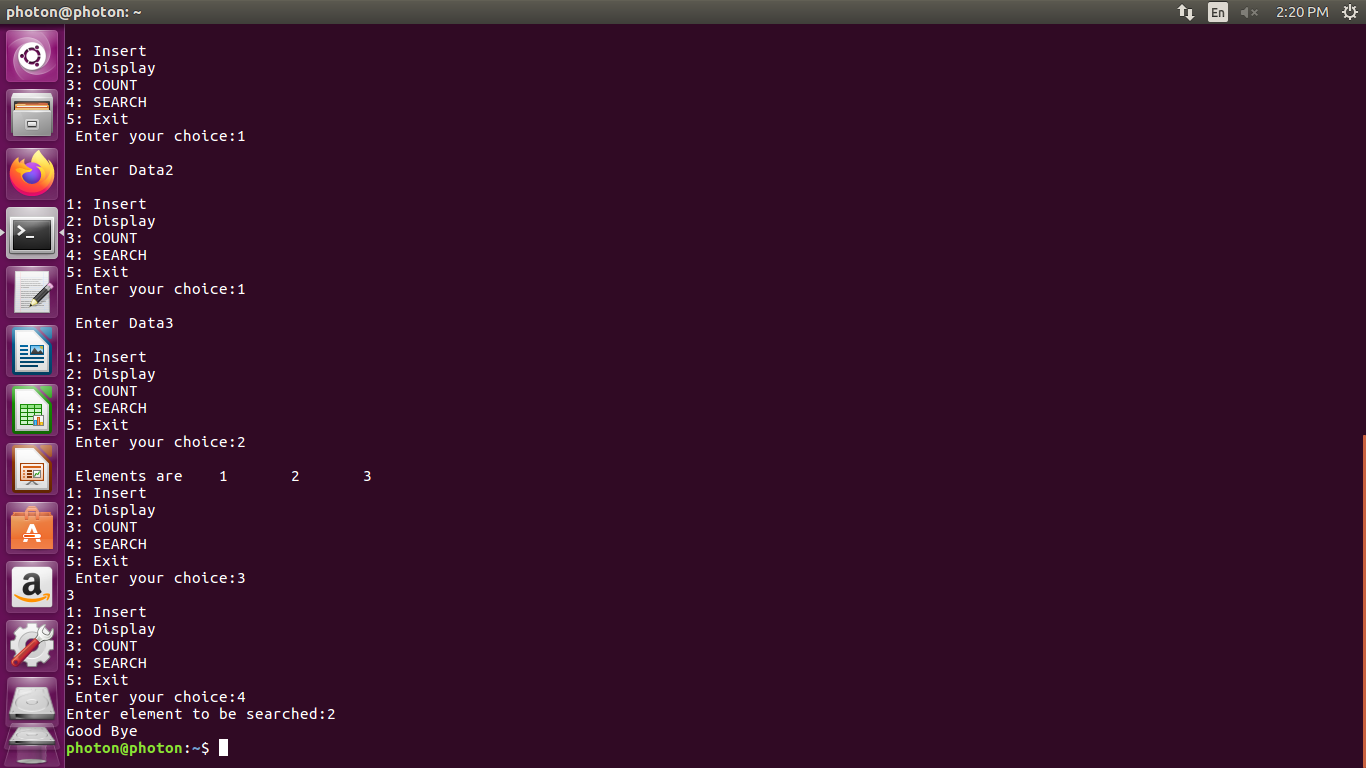 photon@photon: ~
En
2:20 PM
1: Insert
2: Display
3: COUNT
4: SEARCH
5: Exit
Enter your choice:1
Enter Data2
1: Insert
2: Display
3: COUNT
4: SEARCH
5: Exit
Enter your choice:1
Enter Data3
1: Insert
2: Display
3: COUNT
4: SEARCH
5: Exit
Enter your choice:2
Elements are 1 2 3
1: Insert
2: Display
3: COUNT
4: SEARCH
5: Exit
Enter your choice:3
3
1: Insert
2: Display
3: COUNT
4: SEARCH
5: Exit
Enter your choice:4
Enter element to be searched:2
Good Bye
photon@photon:~$